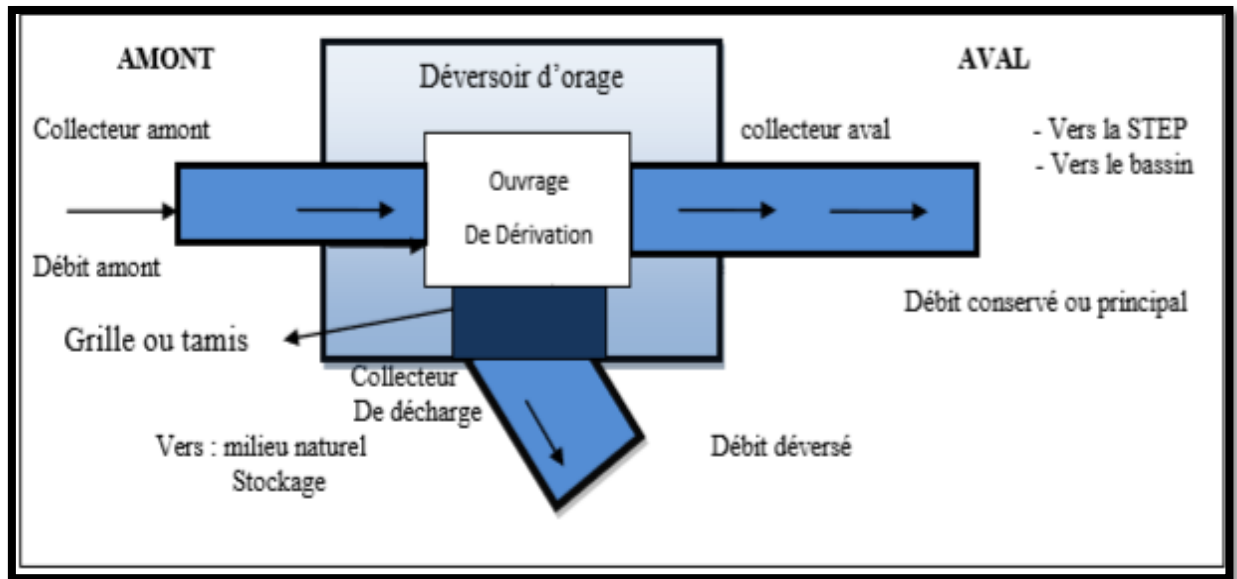 AMONT
AVAL
Déversoir d’orage
Collecteur amont
collecteur aval
- Vers la STEP
- Vers le bassin
Ouvrage
De Dérivation
Débit amont
Débit conservé ou principal
Grille ou tamis
Collecteur
De décharge
Vers : milieu naturel
Stockage
Débit déversé